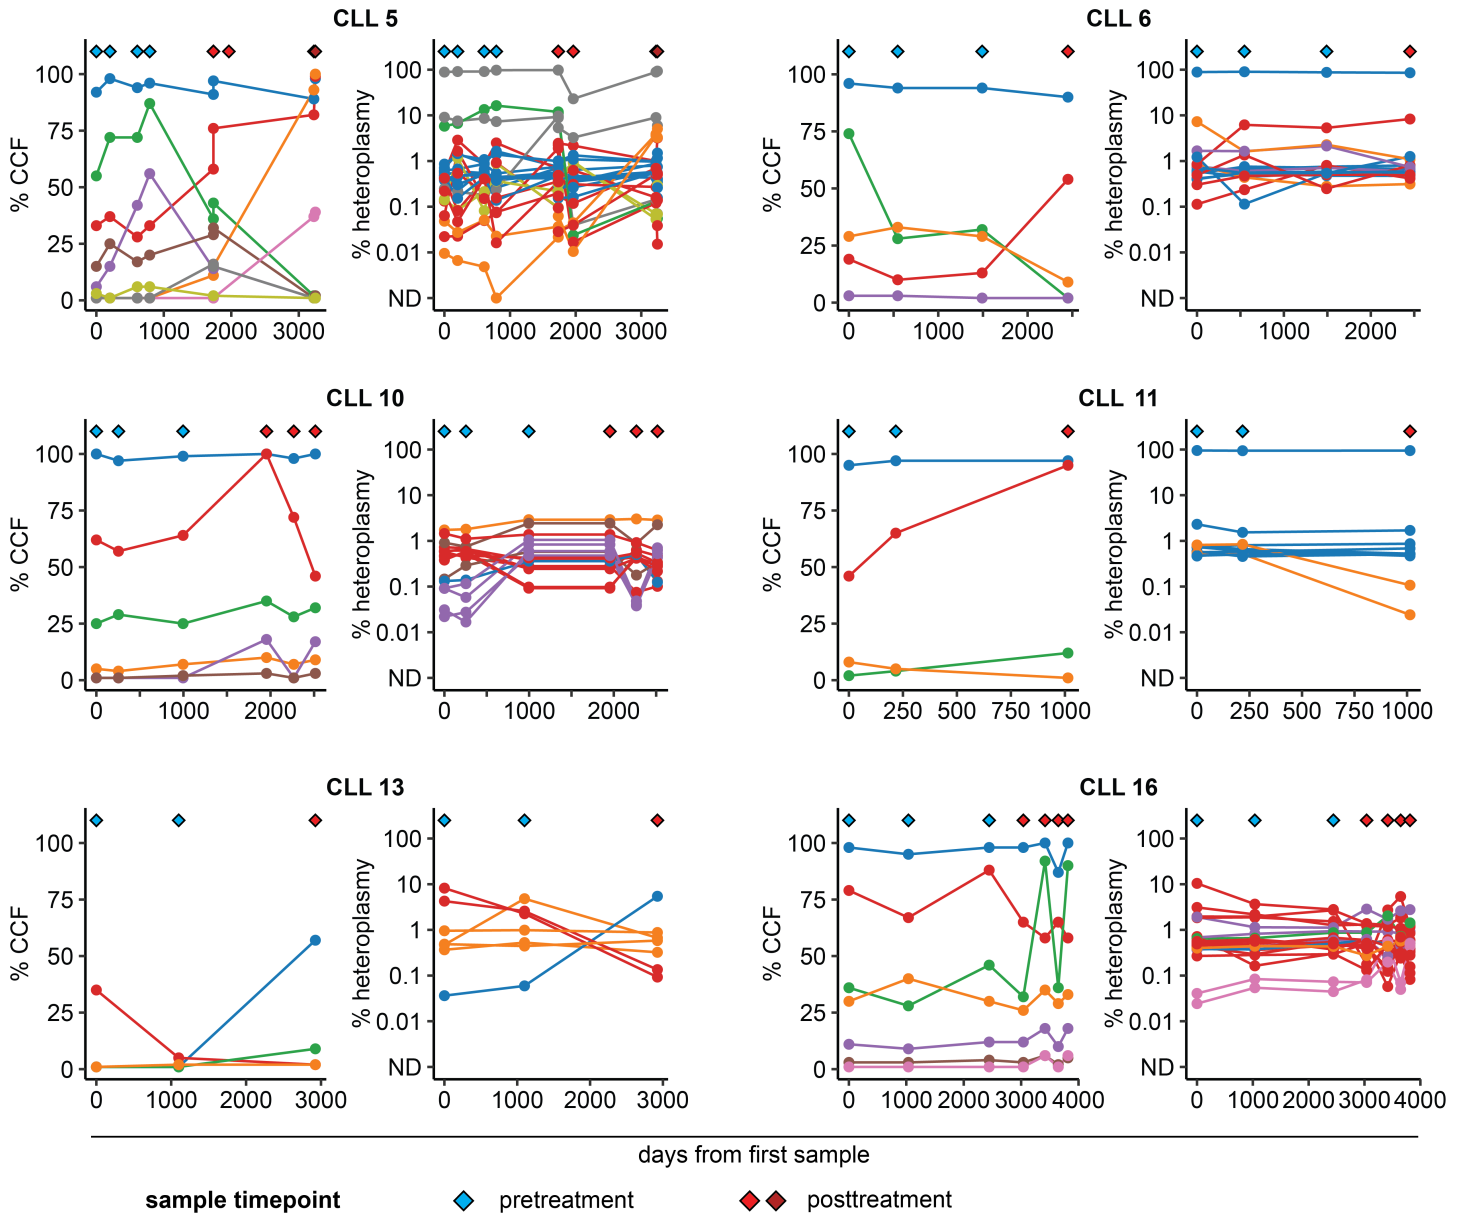 CLL 5
CLL 6
% CCF
100
75
50
25
0
0 1000 2000 3000
% heteroplasmy
100
10
1
0.1
0.01
ND
0 1000 2000 3000
% CCF
100
75
50
25
0
0 1000 2000
% heteroplasmy
100
10
1
0.1
0.01
ND
0 1000 2000
CLL 10
CLL 11
% CCF
100
75
50
25
0
0 1000 2000
% heteroplasmy
100
10
1
0.1
0.01
ND
0 1000 2000
% CCF
100
75
50
25
0
0 250 500 750 1000
% heteroplasmy
100
10
1
0.1
0.01
ND
0 250 500 750 1000
CLL 13
CLL 16
% CCF
100
75
50
25
0
0 1000 2000 3000
% heteroplasmy
100
10
1
0.1
0.01
ND
0 1000 2000 3000
% CCF
100
75
50
25
0
0 1000 2000 3000 4000
% heteroplasmy
100
10
1
0.1
0.01
ND
0 1000 2000 3000 4000
days from first sample
sample timepoint pretreatment posttreatment